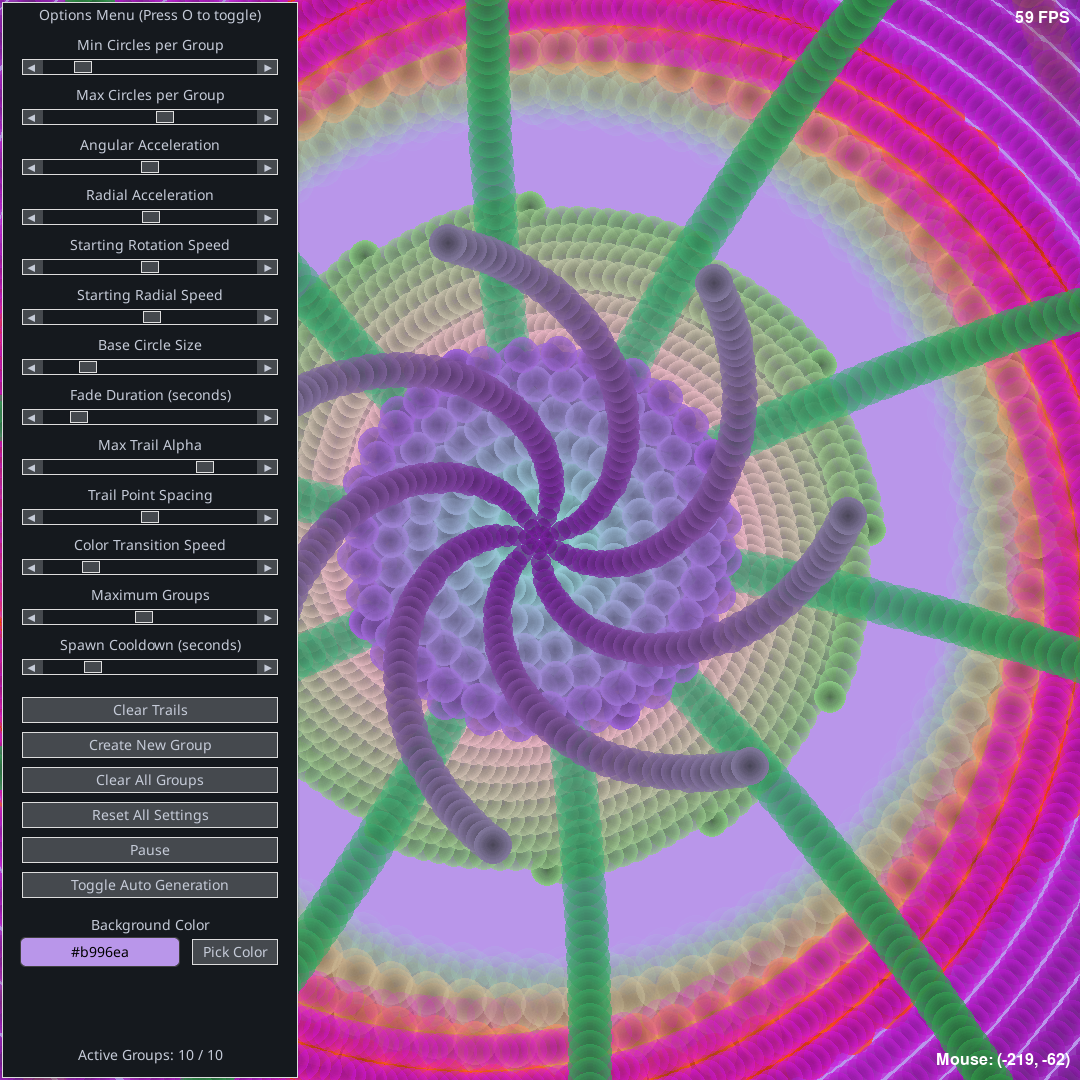 Options Menu (Press O to toggle)
59 FPS
Min Circles per Group
Max Circles per Group
Angular Acceleration
Radial Acceleration
Starting Rotation Speed
Starting Radial Speed
Base Circle Size
Fade Duration (seconds)
Max Trail Alpha
Trail Point Spacing
Color Transition Speed
Maximum Groups
Spawn Cooldown (seconds)
Clear Trails
Create New Group
Clear All Groups
Reset All Settings
Pause
Toggle Auto Generation
Background Color
#b996ea
Pick Color
Active Groups: 10 / 10
Mouse: (-219, -62)